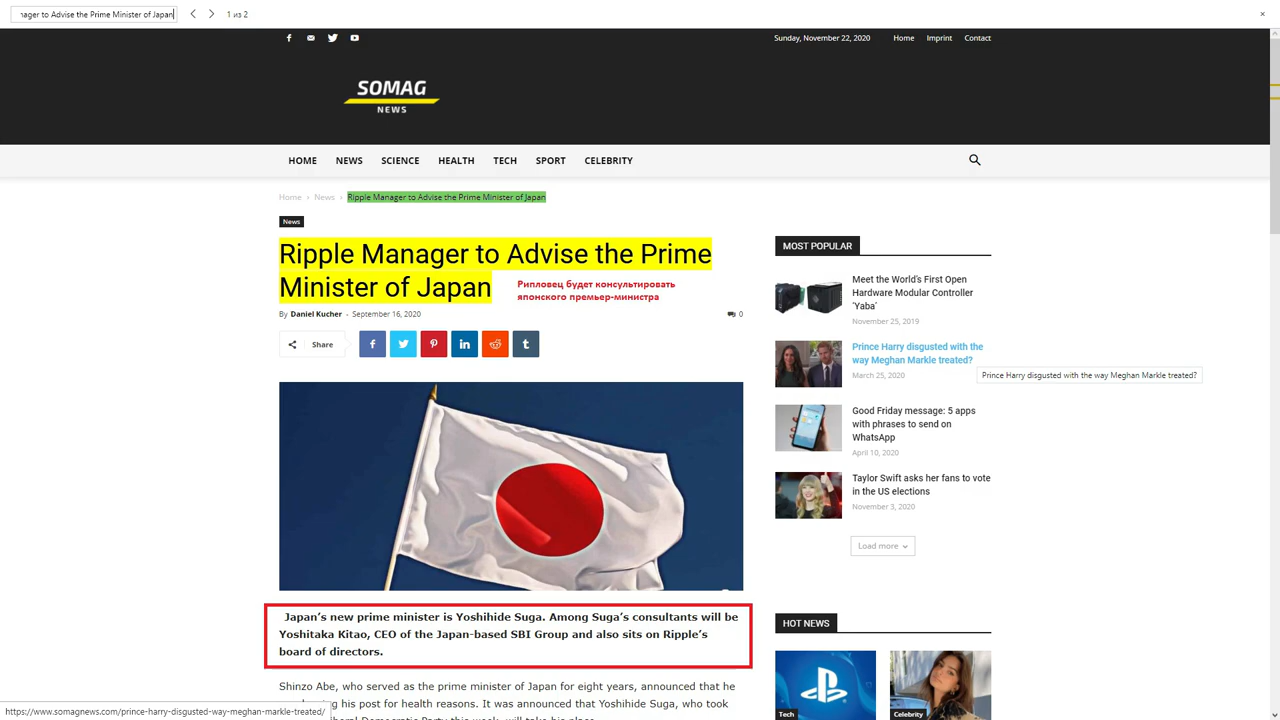 nager to Advise the Prime Minister of Japan
1 из 2
Sunday, November 22, 2020
Home
Imprint
Contact
SOMAG
NEWS
HOME
NEWS
SCIENCE
HEALTH
TECH
SPORT
CELEBRITY
Home › News › Ripple Manager to Advise the Prime Minister of Japan
News
Ripple Manager to Advise the Prime
Minister of Japan
Рипловец будет консультировать
японского премьер-министра
By Daniel Kucher - September 16, 2020
0
Share
Japan's new prime minister is Yoshihide Suga. Among Suga's consultants will be
Yoshitaka Kitao, CEO of the Japan-based SBI Group and also sits on Ripple's
board of directors.
Shinzo Abe, who served as the prime minister of Japan for eight years, announced that he
his post for health reasons. It was announced that Yoshihide Suga, who took
MOST POPULAR
Meet the World's First Open
Hardware Modular Controller
'Yaba'
November 25, 2019
Prince Harry disgusted with the
way Meghan Markle treated?
March 25, 2020
Prince Harry disgusted with the way Meghan Markle treated?
Good Friday message: 5 apps
with phrases to send on
WhatsApp
April 10, 2020
Taylor Swift asks her fans to vote
in the US elections
November 3, 2020
Load more
HOT NEWS
Tech
Celebrity
https://www.somagnews.com/prince-harry-disgusted-way-meghan-markle-treated/